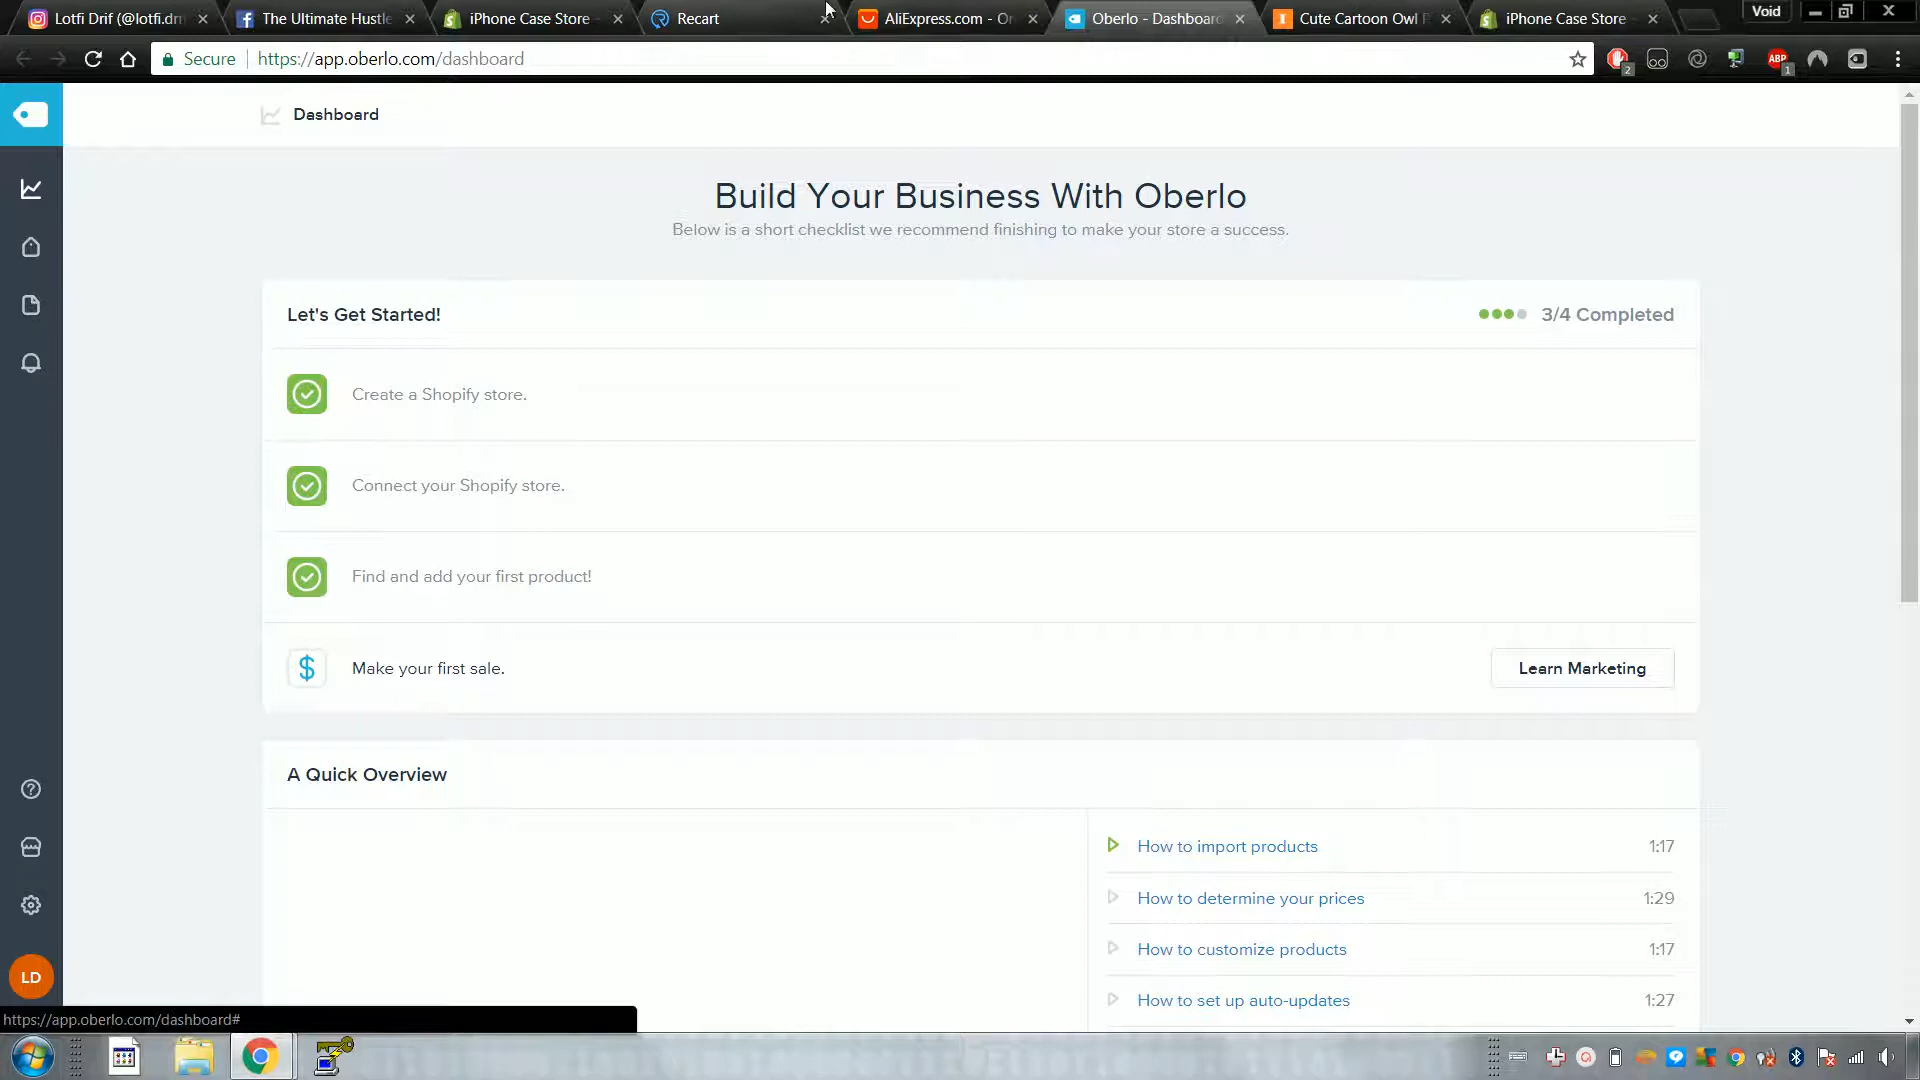 Lotfi Drif (@lotfi.dri
The Ultimate Hustle
iPhone Case Store
Recart
AliExpress.com - O
Oberlo - Dashboard
Cute Cartoon Owl
iPhone Case Store
Void
Secure
https://app.oberlo.com/dashboard
2
ABP
1
Dashboard
Build Your Business With Oberlo
Below is a short checklist we recommend finishing to make your store a success.
Let's Get Started!
3/4 Completed
Create a Shopify store.
Connect your Shopify store.
Find and add your first product!
$ Make your first sale.
Learn Marketing
A Quick Overview
How to import products 1:17
How to determine your prices 1:29
How to customize products 1:17
How to set up auto-updates 1:27
LD
https://app.oberlo.com/dashboard#